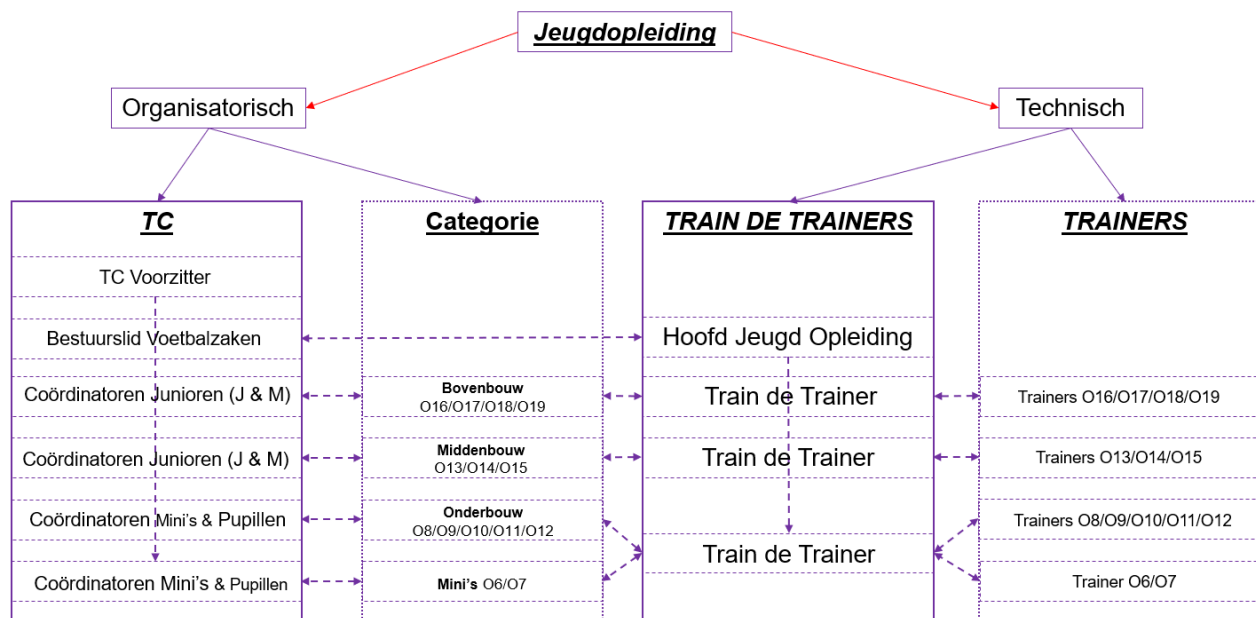 Jeugdopleiding
Organisatorisch
Technisch
TC
Categorie
TRAIN DE TRAINERS
TRAINERS
TC Voorzitter
Bestuurslid Voetbalzaken
Hoofd Jeugd Opleiding
Coördinatoren Junioren (J & M)
Bovenbouw
O16/O17/O18/O19
Train de Trainer
Trainers O16/O17/O18/O19
Coördinatoren Junioren (J & M)
Middenbouw
O13/O14/O15
Train de Trainer
Trainers O13/O14/O15
Coördinatoren Mini's & Pupillen
Onderbouw
O8/O9/O10/O11/O12
Trainers O8/O9/O10/O11/O12
Train de Trainer
Coördinatoren Mini's & Pupillen
Mini's O6/O7
Trainer O6/O7